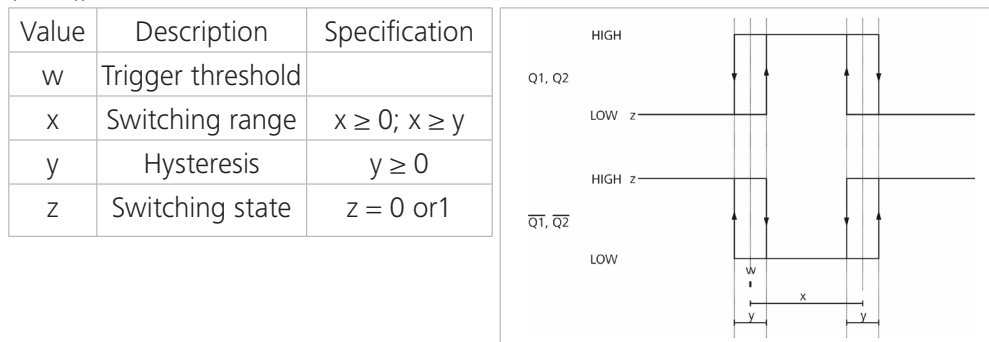 Value Description Specification
w Trigger threshold
x Switching range x ≥ 0; x ≥ y
y Hysteresis y ≥ 0
z Switching state z = 0 or1
HIGH
Q1, Q2
LOW z
HIGH z
Q1, Q2
LOW
w
x
y y